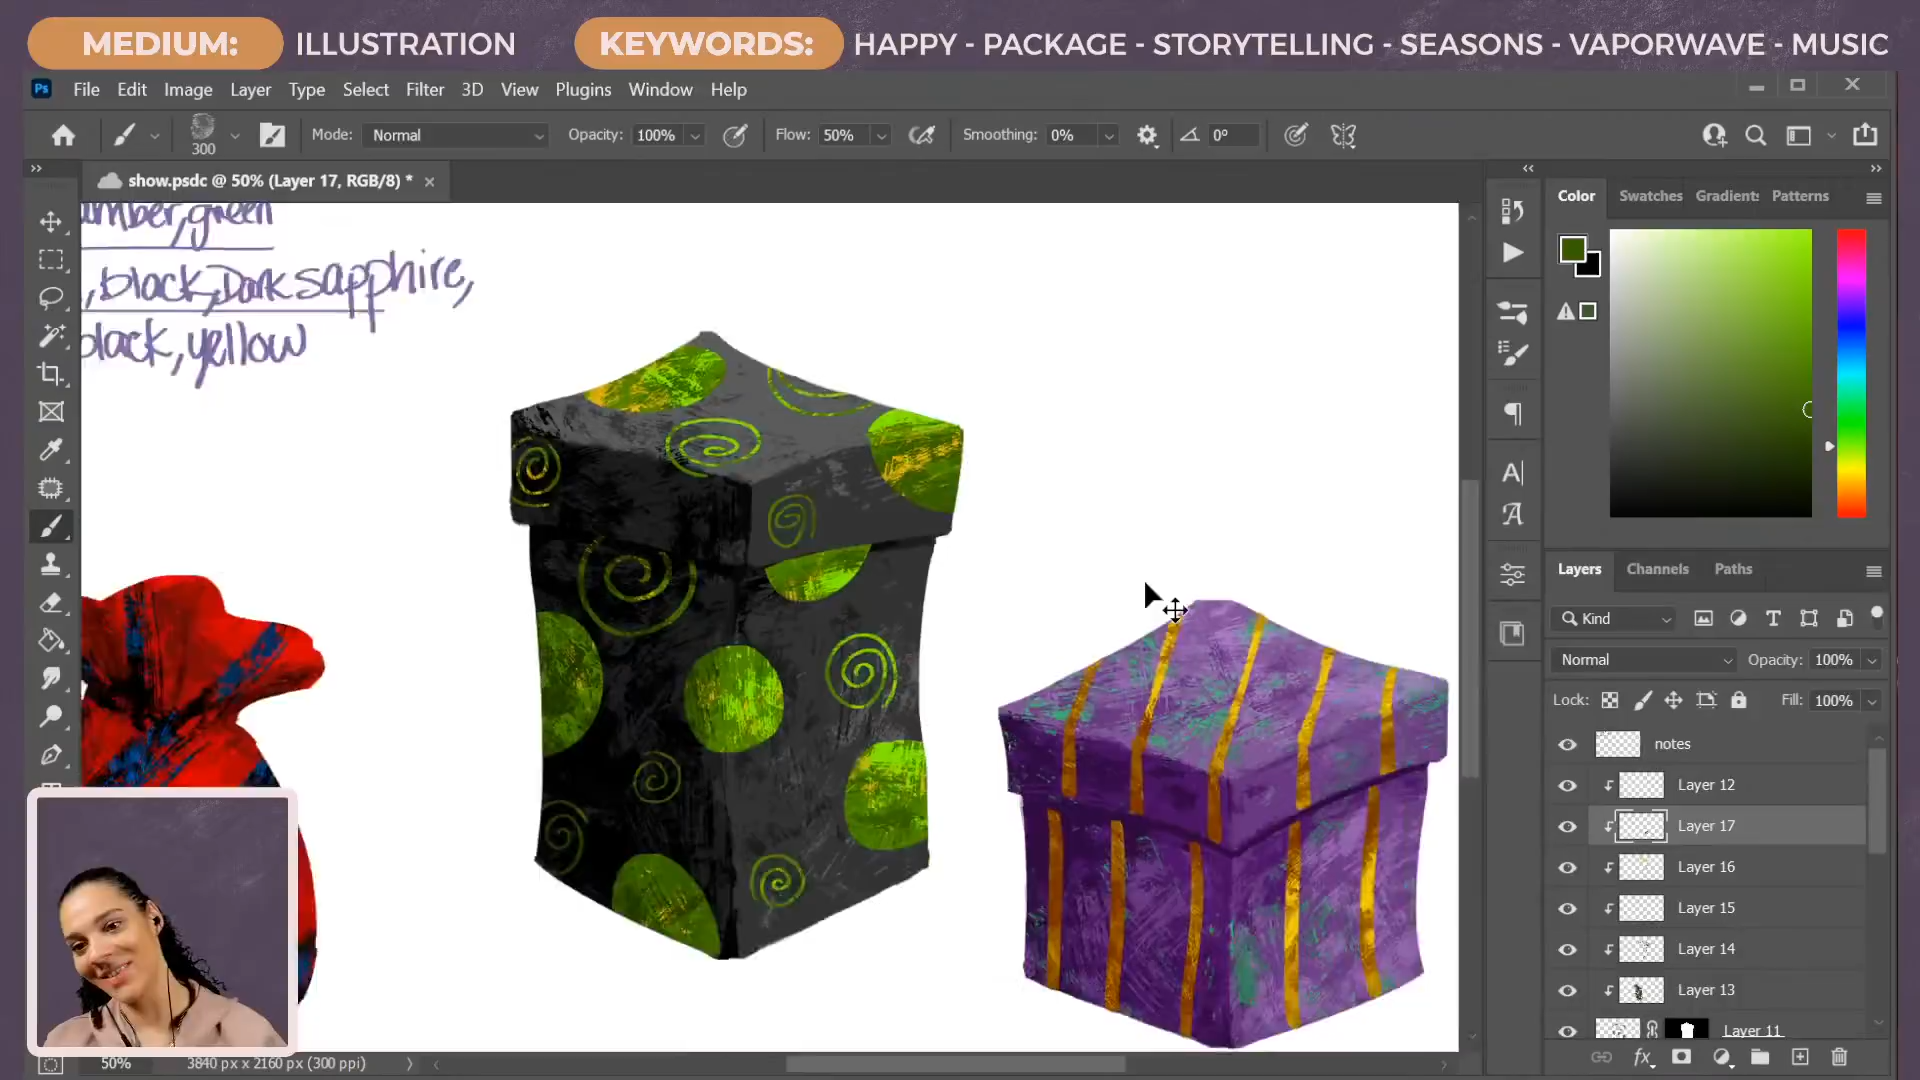 MEDIUM: ILLUSTRATION KEYWORDS: HAPPY - PACKAGE - STORYTELLING - SEASONS - VAPORWAVE - MUSIC
Ps File Edit Image Layer Type Select Filter 3D View Plugins Window Help
300 Mode: Normal Opacity: 100% Flow: 50% Smoothing: 0% 0°
show.psdc @ 50% (Layer 17, RGB/8) *
Color Swatches Gradients Patterns
umber, green
, black, Dark sapphire,
black, yellow
Layers Channels Paths
Kind
Normal Opacity: 100%
Lock: Fill: 100%
notes
Layer 12
Layer 17
Layer 16
Layer 15
Layer 14
Layer 13
Layer 11
50% 3840 px x 2160 px (300 ppi)